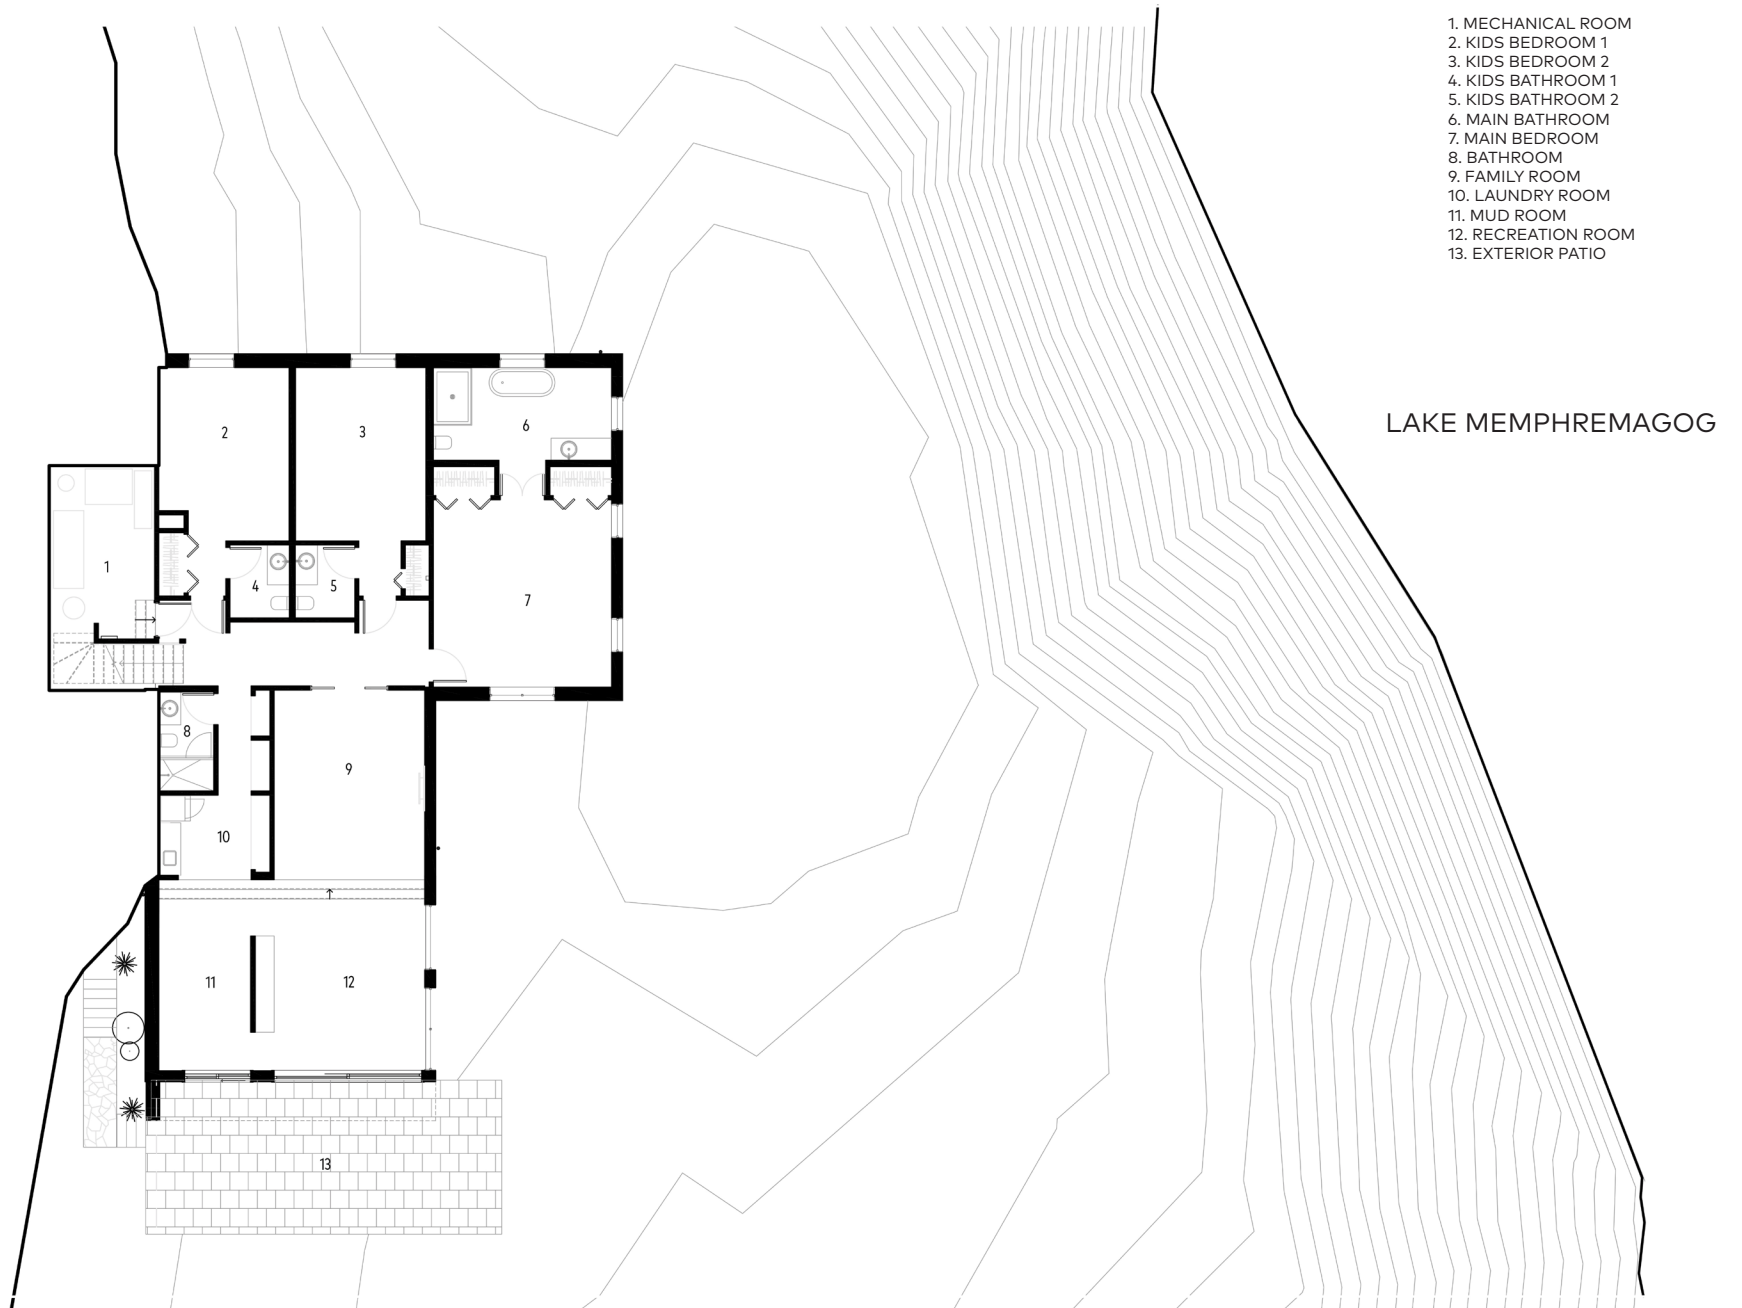 1. MECHANICAL ROOM
2. KIDS BEDROOM 1
3. KIDS BEDROOM 2
4. KIDS BATHROOM 1
5. KIDS BATHROOM 2
6. MAIN BATHROOM
7. MAIN BEDROOM
8. BATHROOM
9. FAMILY ROOM
10. LAUNDRY ROOM
11. MUD ROOM
12. RECREATION ROOM
13. EXTERIOR PATIO
LAKE MEMPHREMAGOG
2
3
6
1
4
5
7
8
9
10
11
12
13